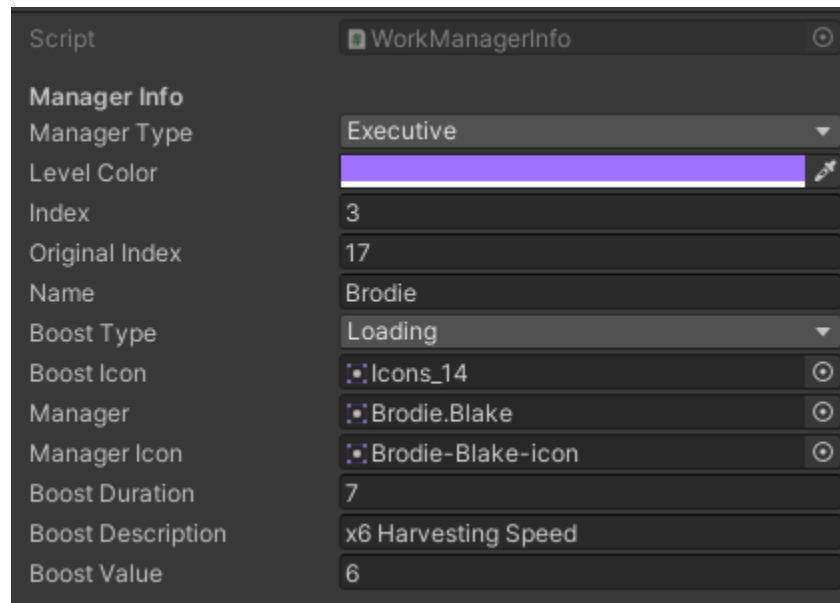 Script WorkManagerInfo
Manager Info
Manager Type Executive
Level Color
Index 3
Original Index 17
Name Brodie
Boost Type Loading
Boost Icon Icons_14
Manager Brodie.Blake
Manager Icon Brodie-Blake-icon
Boost Duration 7
Boost Description x6 Harvesting Speed
Boost Value 6